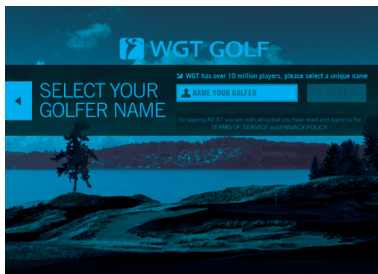 WGT GOLF
WGT has over 10 million players, please select a unique name
SELECT YOUR
GOLFER NAME
NAME YOUR GOLFER
NEXT
By tapping NEXT you are indicating that you have read and agree to the
TERMS OF SERVICE and PRIVACY POLICY